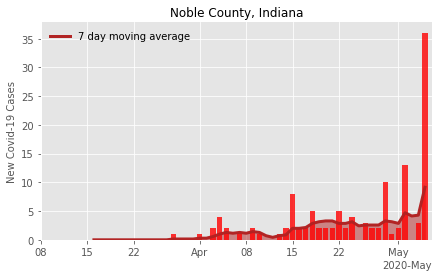 Noble County, Indiana
7 day moving average
New Covid-19 Cases
35
30
25
20
15
10
5
0
08 15 22 Apr 08 15 22 May
2020-May